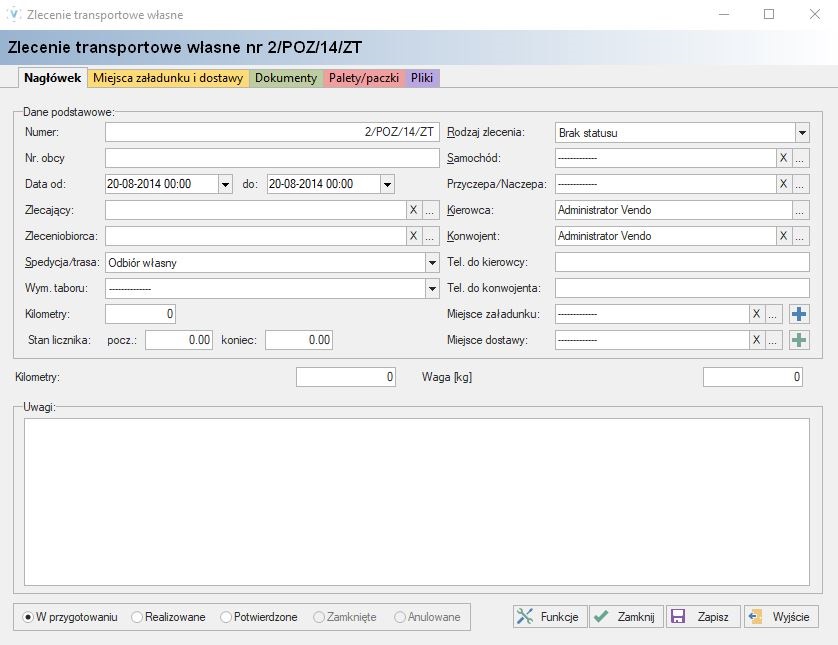 Zlecenie transportowe własne
Zlecenie transportowe wlasne nr 2/POZ/14/ZT
Nagłówek Miejsca załadunku i dostawy Dokumenty Palety/paczki Pliki
Dane podstawowe:
Numer: 2/POZ/14/ZT Rodzaj zlecenia: Brak statusu
Nr. obcy Samochód: ------------- X ...
Data od: 20-08-2014 00:00 do: 20-08-2014 00:00 Przyczepa/Naczepa: ------------- X ...
Zlecający: X ... Kierowca: Administrator Vendo ...
Zleceniobiorca: X ... Konwojent: Administrator Vendo X ...
Spedycja/trasa: Odbiór własny Tel. do kierowcy:
Wym. taboru: -------------- Tel. do konwojenta:
Kilometry: 0 Miejsce załadunku: ------------- X ...
Stan licznika: pocz.: 0.00 koniec: 0.00 Miejsce dostawy: ------------- X ...
Kilometry: 0 Waga [kg] 0
Uwagi:
W przygotowaniu Realizowane Potwierdzone Zamknięte Anulowane Funkcje Zamknij Zapisz Wyjście